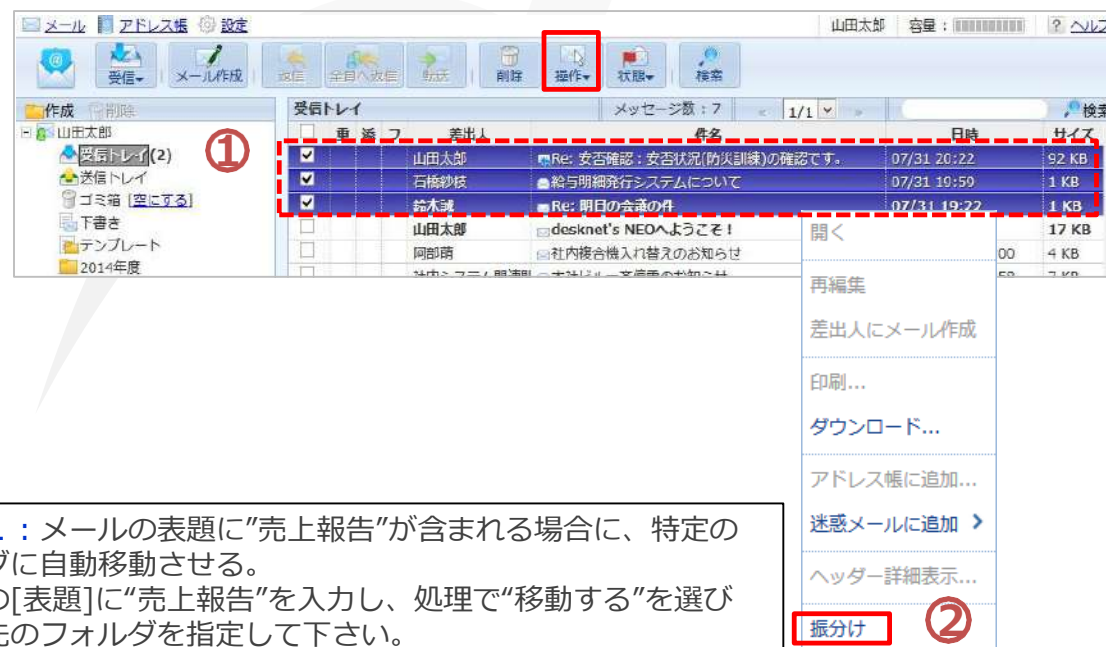 メール アドレス帳 設定 山田太郎 容量: ? ヘルプ
受信▾ メール作成 返信 全員へ返信 転送 削除 操作▾ 状態▾ 検索
作成 削除 受信トレイ メッセージ数:7 « 1/1 » 検索
山田太郎 重 添 フ 差出人 件名 日時 サイズ
受信トレイ(2) ① 山田太郎 Re: 安否確認:安否状況(防災訓練)の確認です。 07/31 20:22 92 KB
送信トレイ 石橋紗枝 給与明細発行システムについて 07/31 19:59 1 KB
ゴミ箱 [空にする] 鈴木誠 Re: 明日の会議の件 07/31 19:22 1 KB
下書き 山田太郎 desknet's NEOへようこそ! 17 KB
テンプレート 阿部萌 社内複合機入れ替えのお知らせ 00 4 KB
2014年度
開く
再編集
差出人にメール作成
印刷...
ダウンロード...
アドレス帳に追加...
迷惑メールに追加 >
ヘッダー詳細表示...
振分け ②
:メールの表題に”売上報告”が含まれる場合に、特定の
に自動移動させる。
の[表題]に“売上報告”を入力し、処理で“移動する”を選び
先のフォルダを指定して下さい。